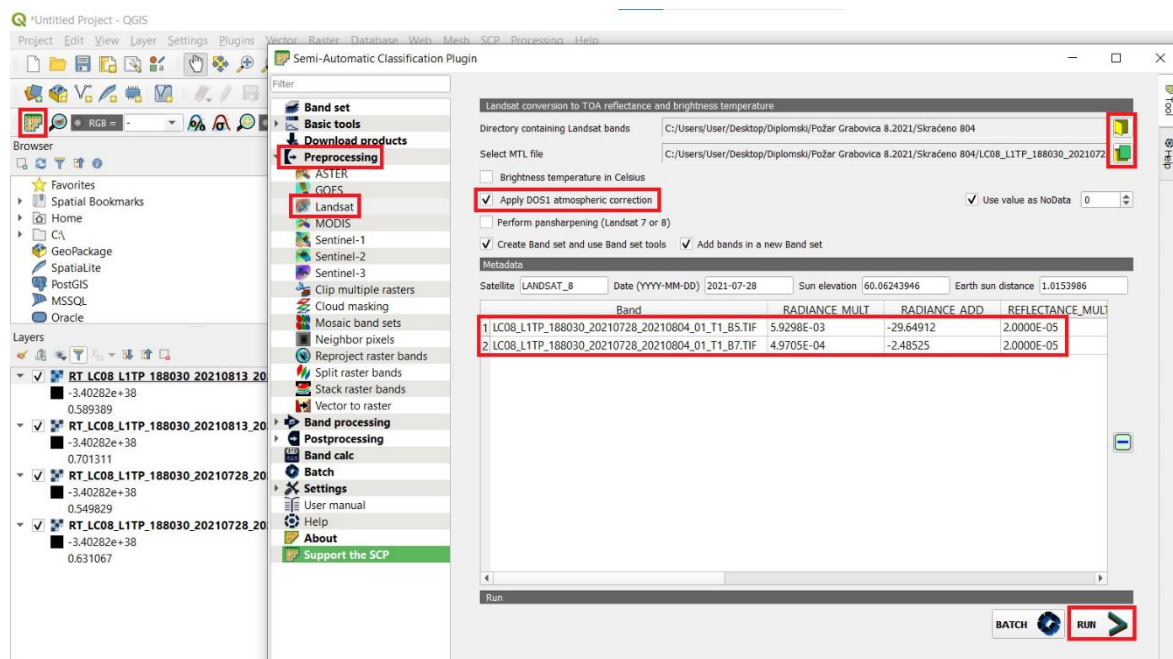 *Untitled Project - QGIS
Project Edit View Layer Settings Plugins Vector Raster Database Web Mesh SCP Processing Help
RGB = -
Browser
Favorites
Spatial Bookmarks
Home
C:\
GeoPackage
SpatiaLite
PostGIS
MSSQL
Oracle
Layers
RT_LC08_L1TP_188030_20210813_20
-3.40282e+38
0.589389
RT_LC08_L1TP_188030_20210813_20
-3.40282e+38
0.701311
RT_LC08_L1TP_188030_20210728_20
-3.40282e+38
0.549829
RT_LC08_L1TP_188030_20210728_20
-3.40282e+38
0.631067
Semi-Automatic Classification Plugin
Filter
Band set
Basic tools
Download products
Preprocessing
ASTER
GOES
Landsat
MODIS
Sentinel-1
Sentinel-2
Sentinel-3
Clip multiple rasters
Cloud masking
Mosaic band sets
Neighbor pixels
Reproject raster bands
Split raster bands
Stack raster bands
Vector to raster
Band processing
Postprocessing
Band calc
Batch
Settings
User manual
Help
About
Support the SCP
Landsat conversion to TOA reflectance and brightness temperature
Directory containing Landsat bands C:/Users/User/Desktop/Diplomski/Požar Grabovica 8.2021/Skraćeno 804
Select MTL file C:/Users/User/Desktop/Diplomski/Požar Grabovica 8.2021/Skraćeno 804/LC08_L1TP_188030_2021072
Brightness temperature in Celsius
Apply DOS1 atmospheric correction Use value as NoData 0
Perform pansharpening (Landsat 7 or 8)
Create Band set and use Band set tools Add bands in a new Band set
Metadata
Satellite LANDSAT_8 Date (YYYY-MM-DD) 2021-07-28 Sun elevation 60.06243946 Earth sun distance 1.0153986
Band RADIANCE_MULT RADIANCE_ADD REFLECTANCE_MULT
1 LC08_L1TP_188030_20210728_20210804_01_T1_B5.TIF 5.9298E-03 -29.64912 2.0000E-05
2 LC08_L1TP_188030_20210728_20210804_01_T1_B7.TIF 4.9705E-04 -2.48525 2.0000E-05
Run
BATCH RUN
Tool
Help